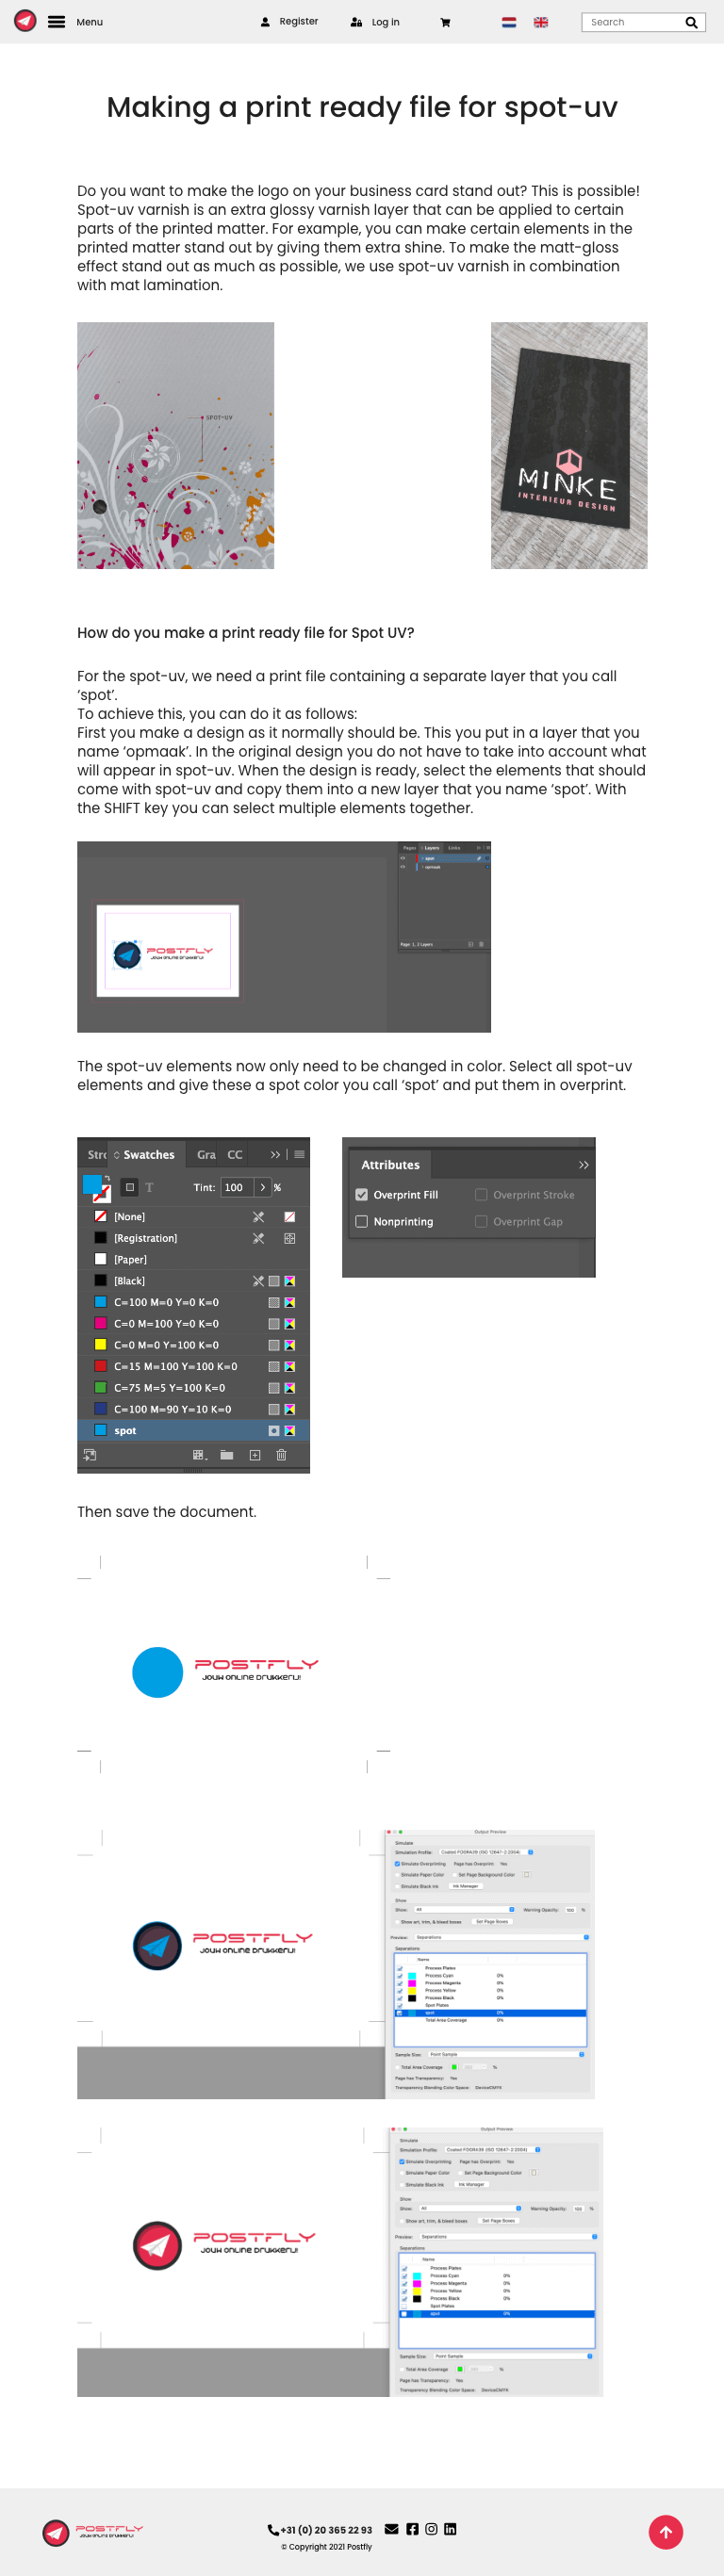 Menu
Register
Log in
Search
Making a print ready file for spot-uv
Do you want to make the logo on your business card stand out? This is possible!
Spot-uv varnish is an extra glossy varnish layer that can be applied to certain
parts of the printed matter. For example, you can make certain elements in the
printed matter stand out by giving them extra shine. To make the matt-gloss
effect stand out as much as possible, we use spot-uv varnish in combination
with mat lamination.
SPOT-UV
MINKE
INTERIEUR DESIGN
How do you make a print ready file for Spot UV?
For the spot-uv, we need a print file containing a separate layer that you call
‘spot’.
To achieve this, you can do it as follows:
First you make a design as it normally should be. This you put in a layer that you
name ‘opmaak’. In the original design you do not have to take into account what
will appear in spot-uv. When the design is ready, select the elements that should
come with spot-uv and copy them into a new layer that you name ‘spot’. With
the SHIFT key you can select multiple elements together.
Pages Layers Links
spot
opmaak
POSTFLY
JOUW ONLINE DRUKKERIJ!
Page: 1, 2 Layers
The spot-uv elements now only need to be changed in color. Select all spot-uv
elements and give these a spot color you call ‘spot’ and put them in overprint.
Stro Swatches Gra CC
T Tint: 100 %
[None]
[Registration]
[Paper]
[Black]
C=100 M=0 Y=0 K=0
C=0 M=100 Y=0 K=0
C=0 M=0 Y=100 K=0
C=15 M=100 Y=100 K=0
C=75 M=5 Y=100 K=0
C=100 M=90 Y=10 K=0
spot
Attributes
Overprint Fill Overprint Stroke
Nonprinting Overprint Gap
Then save the document.
POSTFLY
JOUW ONLINE DRUKKERIJ!
POSTFLY
JOUW ONLINE DRUKKERIJ!
Output Preview
Simulate
Simulation Profile: Coated FOGRA39 (ISO 12647-2:2004)
Simulate Overprinting Page has Overprint: Yes
Simulate Paper Color Set Page Background Color
Simulate Black Ink Ink Manager
Show
Show: All Warning Opacity: 100 %
Show art, trim, & bleed boxes Set Page Boxes
Preview: Separations
Separations
Name
Process Plates
Process Cyan 0%
Process Magenta 0%
Process Yellow 0%
Process Black 0%
Spot Plates
spot 0%
Total Area Coverage 0%
Sample Size: Point Sample
Total Area Coverage %
Page has Transparency: Yes
Transparency Blending Color Space: DeviceCMYK
POSTFLY
JOUW ONLINE DRUKKERIJ!
Output Preview
Simulate
Simulation Profile: Coated FOGRA39 (ISO 12647-2:2004)
Simulate Overprinting Page has Overprint: Yes
Simulate Paper Color Set Page Background Color
Simulate Black Ink Ink Manager
Show
Show: All Warning Opacity: 100 %
Show art, trim, & bleed boxes Set Page Boxes
Preview: Separations
Separations
Name
Process Plates
Process Cyan 0%
Process Magenta 0%
Process Yellow 0%
Process Black 0%
Spot Plates
spot 0%
Sample Size: Point Sample
Total Area Coverage %
Page has Transparency: Yes
Transparency Blending Color Space: DeviceCMYK
POSTFLY
JOUW ONLINE DRUKKERIJ!
+31 (0) 20 365 22 93
© Copyright 2021 Postfly